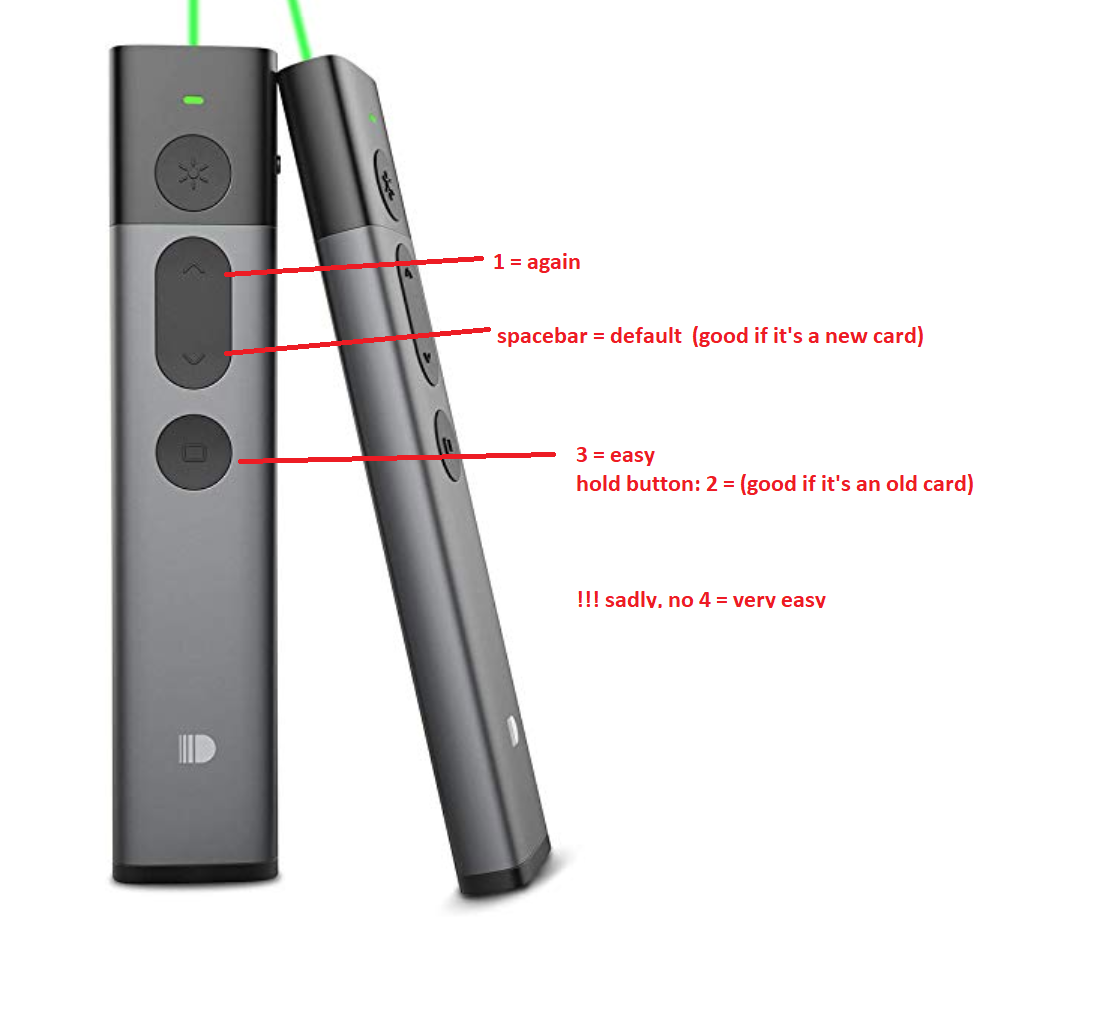 1 = again
spacebar = default (good if it's a new card)
3 = easy
hold button: 2 = (good if it's an old card)
!!! sadly, no 4 = very easy